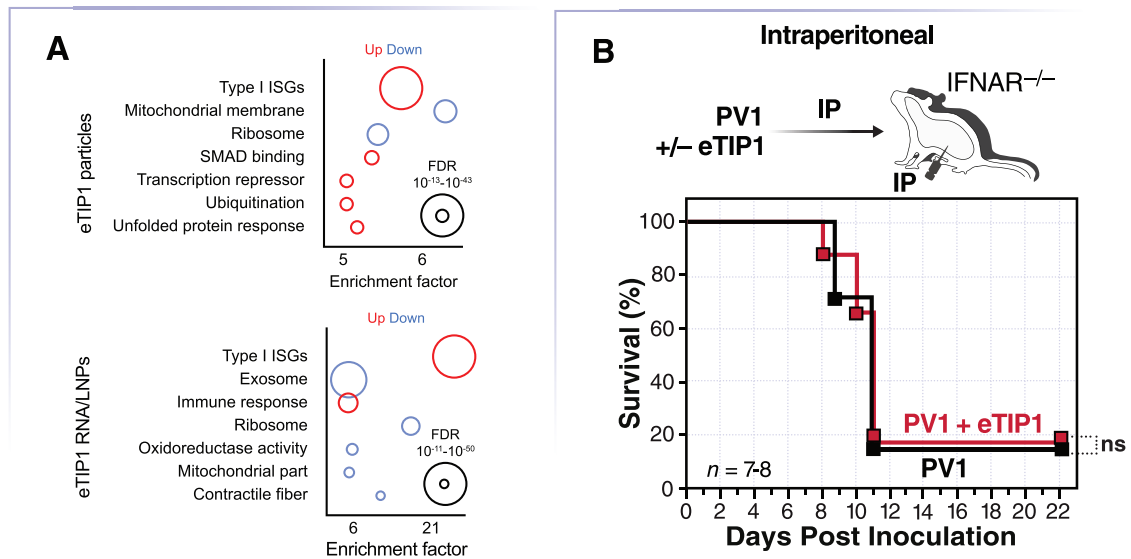 A
Up Down
eTIP1 particles
Type I ISGs
Mitochondrial membrane
Ribosome
SMAD binding
Transcription repressor
Ubiquitination
Unfolded protein response
FDR
10⁻¹³-10⁻⁴³
5 6
Enrichment factor
Up Down
eTIP1 RNA/LNPs
Type I ISGs
Exosome
Immune response
Ribosome
Oxidoreductase activity
Mitochondrial part
Contractile fiber
FDR
10⁻¹¹-10⁻⁵⁰
6 21
Enrichment factor
B
Intraperitoneal
PV1
+/– eTIP1
IP
IFNAR⁻/⁻
IP
Survival (%)
100
80
60
40
20
0
PV1 + eTIP1
PV1
ns
n = 7-8
0 2 4 6 8 10 12 14 16 18 20 22
Days Post Inoculation